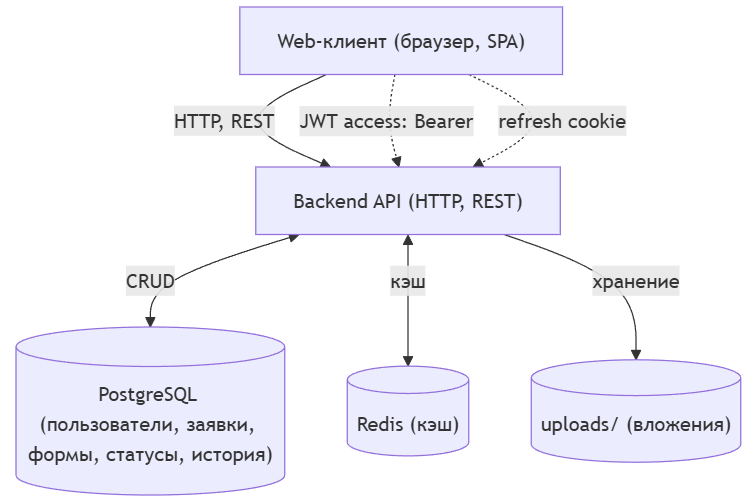 Web-клиент (браузер, SPA)
HTTP, REST
JWT access: Bearer
refresh cookie
Backend API (HTTP, REST)
CRUD
кэш
хранение
PostgreSQL
(пользователи, заявки,
формы, статусы, история)
Redis (кэш)
uploads/ (вложения)